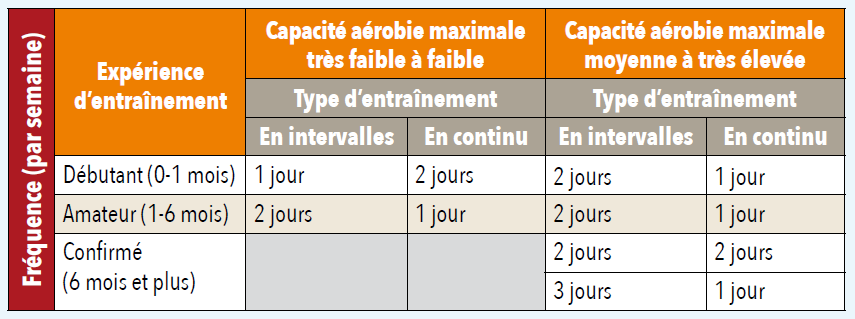 Fréquence (par semaine)
Expérience
d'entraînement
Capacité aérobie maximale
très faible à faible
Capacité aérobie maximale
moyenne à très élevée
Type d'entraînement
Type d'entraînement
En intervalles
En continu
En intervalles
En continu
Débutant (0-1 mois)
1 jour
2 jours
2 jours
1 jour
Amateur (1-6 mois)
2 jours
1 jour
2 jours
1 jour
Confirmé
(6 mois et plus)
2 jours
2 jours
3 jours
1 jour